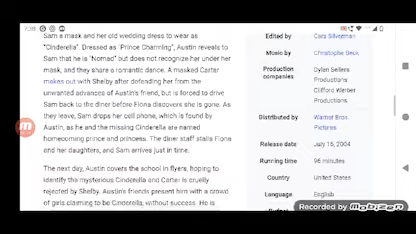 7:39
Sam a mask and her old wedding dress to wear as
"Cinderella". Dressed as "Prince Charming", Austin reveals to
Sam that he is "Nomad" but does not recognize her under her
mask, and they share a romantic dance. A masked Carter
makes out with Shelby after defending her from the
unwanted advances of Austin's friend, but is forced to drive
Sam back to the diner before Fiona discovers she is gone. As
they leave, Sam drops her cell phone, which is found by
Austin, as he and the missing Cinderella are named
homecoming prince and princess. The diner staff stalls Fiona
and her daughters, and Sam arrives just in time.
The next day, Austin covers the school in flyers, hoping to
identify the mysterious Cinderella and Carter is cruelly
rejected by Shelby. Austin's friends present him with a crowd
of girls claiming to be Cinderella, without success. He is
Edited by Cara Silverman
Music by Christophe Beck
Production Dylan Sellers
companies Productions
Clifford Werber
Productions
Distributed by Warner Bros.
Pictures
Release date July 16, 2004
Running time 96 minutes
Country United States
Language English
Budget
Recorded by Mobizen